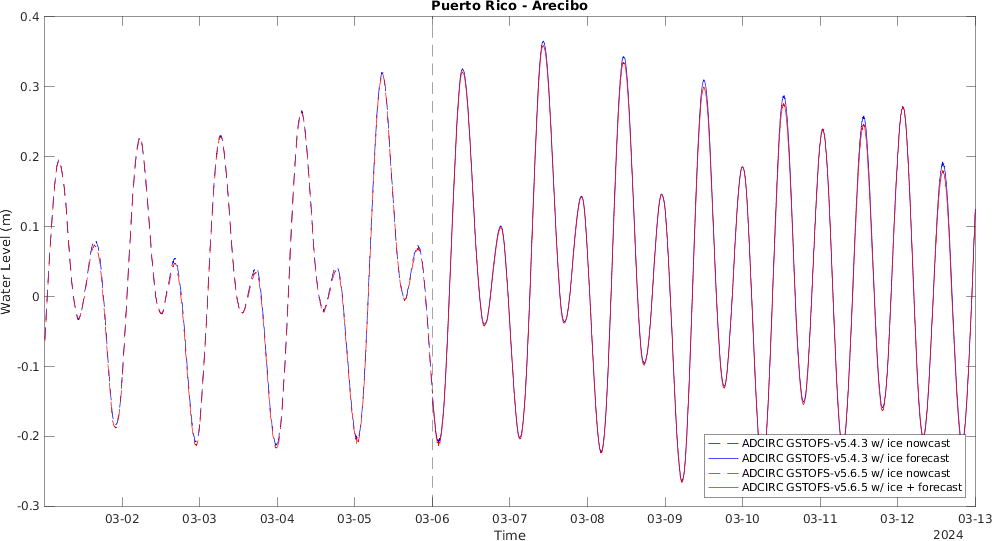 Puerto Rico - Arecibo
0.4
0.3
0.2
0.1
0
-0.1
-0.2
-0.3
Water Level (m)
ADCIRC GSTOFS-v5.4.3 w/ ice nowcast
ADCIRC GSTOFS-v5.4.3 w/ ice forecast
ADCIRC GSTOFS-v5.6.5 w/ ice nowcast
ADCIRC GSTOFS-v5.6.5 w/ ice + forecast
03-02 03-03 03-04 03-05 03-06 03-07 03-08 03-09 03-10 03-11 03-12 03-13
Time
2024